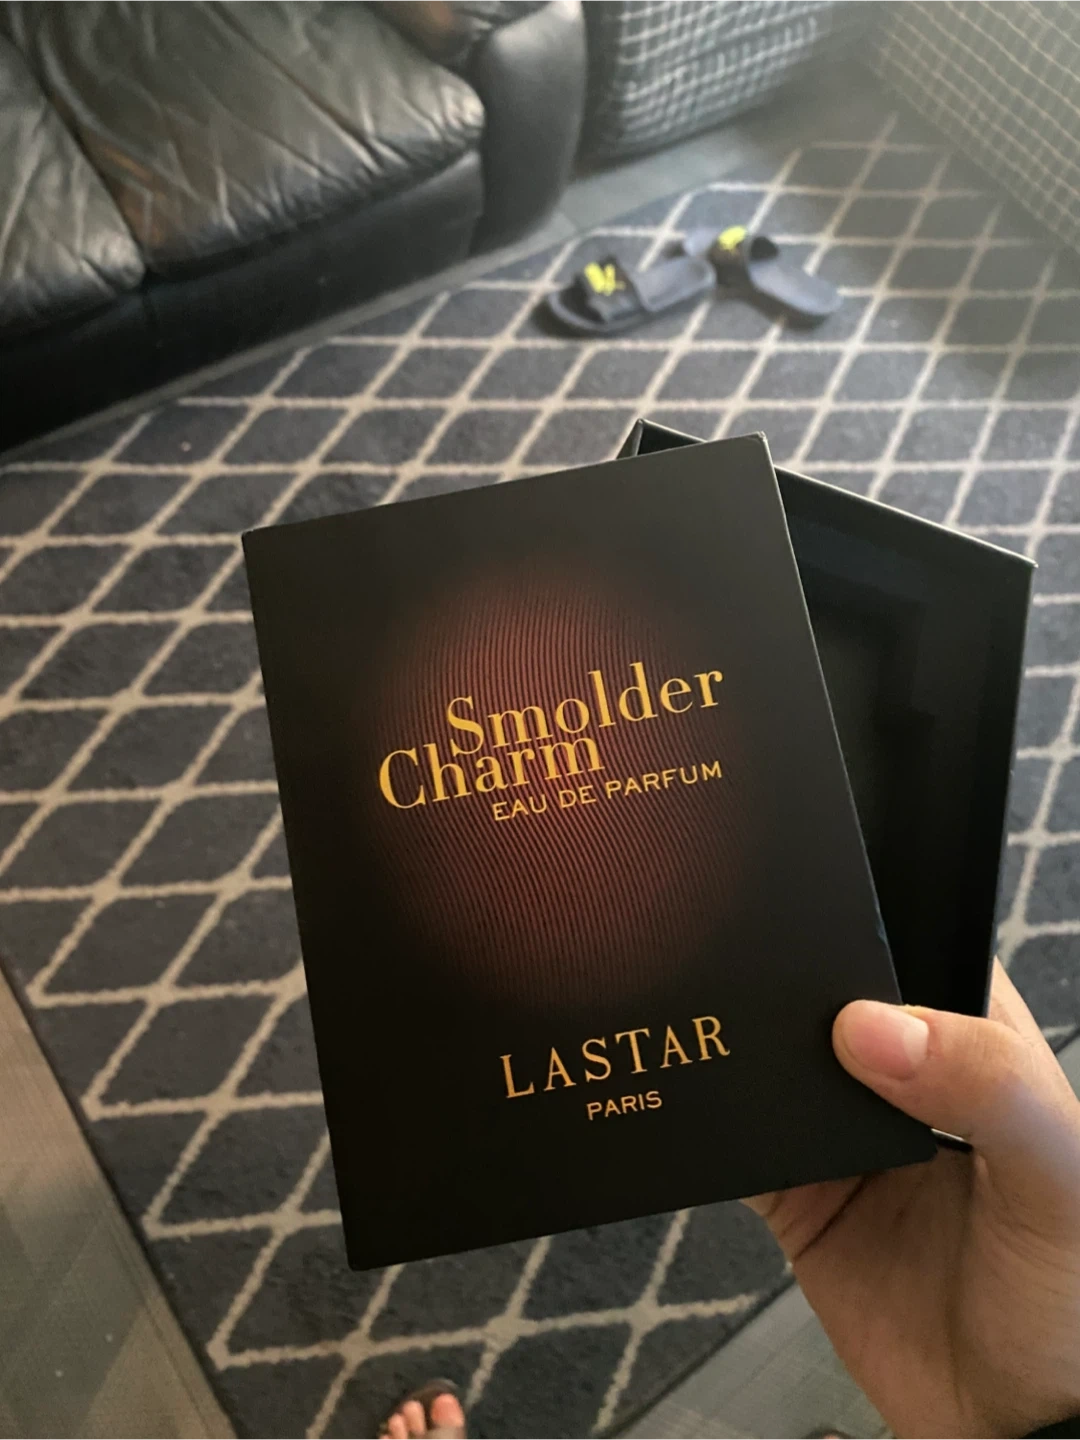 Smolder
Charm
EAU DE PARFUM
LASTAR
PARIS